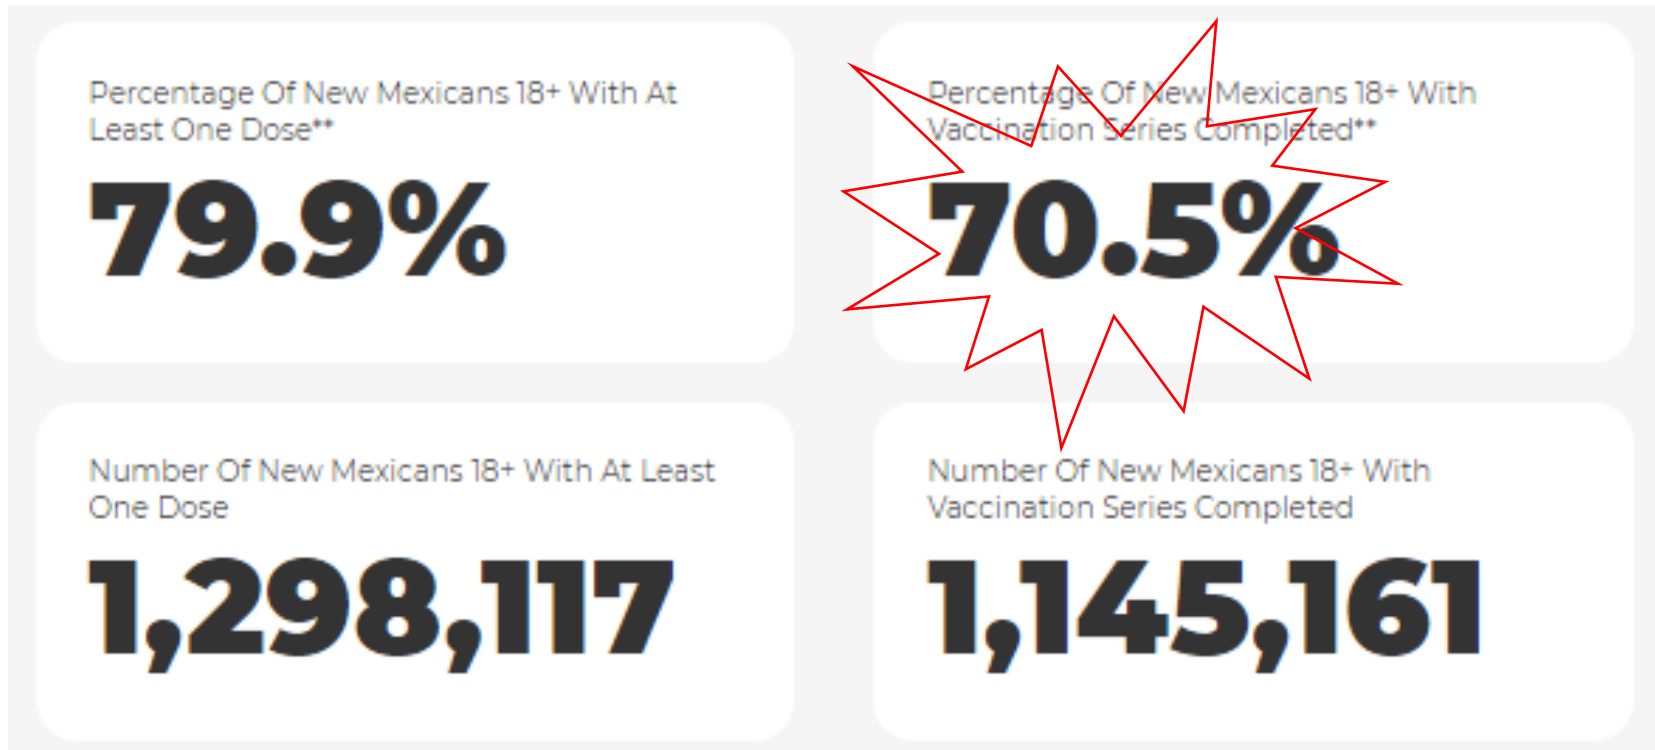 Percentage Of New Mexicans 18+ With At
Least One Dose**
79.9%
Percentage Of New Mexicans 18+ With
Vaccination Series Completed**
70.5%
Number Of New Mexicans 18+ With At Least
One Dose
1,298,117
Number Of New Mexicans 18+ With
Vaccination Series Completed
1,145,161